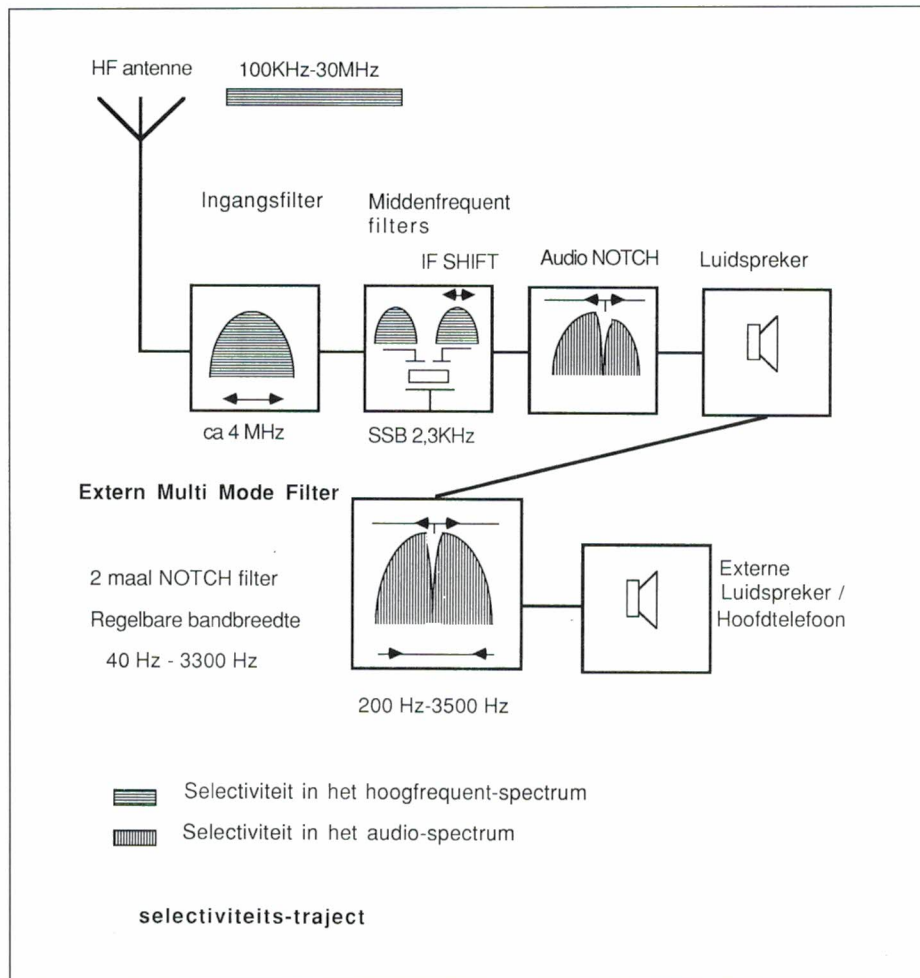 HF antenne
100KHz-30MHz
Ingangsfilter
Middenfrequent
filters
IF SHIFT
Audio NOTCH
Luidspreker
ca 4 MHz
SSB 2,3KHz
Extern Multi Mode Filter
2 maal NOTCH filter
Regelbare bandbreedte
40 Hz - 3300 Hz
200 Hz-3500 Hz
Externe
Luidspreker /
Hoofdtelefoon
Selectiviteit in het hoogfrequent-spectrum
Selectiviteit in het audio-spectrum
selectiviteits-traject